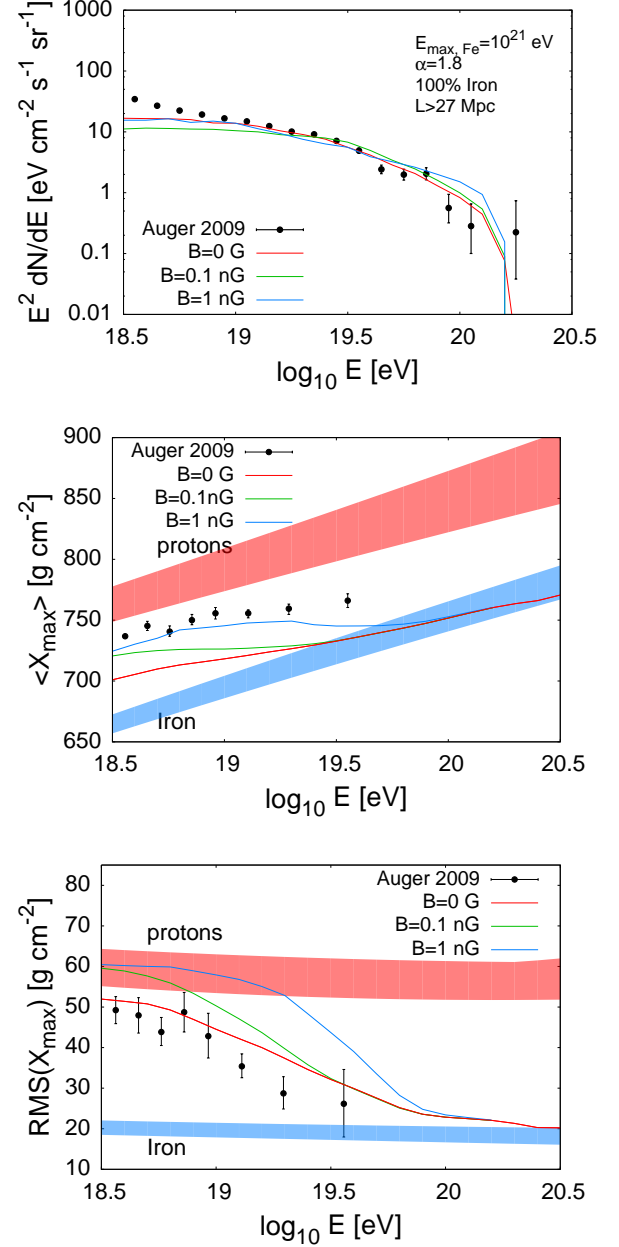 1000
100
10
1
0.1
0.01
E² dN/dE [eV cm⁻² s⁻¹ sr⁻¹]
E_max, Fe=10²¹ eV
α=1.8
100% Iron
L>27 Mpc
Auger 2009
B=0 G
B=0.1 nG
B=1 nG
18.5 19 19.5 20 20.5
log₁₀ E [eV]
900
850
800
750
700
650
<X_max> [g cm⁻²]
Auger 2009
B=0 G
B=0.1nG
B=1 nG
protons
Iron
18.5 19 19.5 20 20.5
log₁₀ E [eV]
80
70
60
50
40
30
20
10
RMS(X_max) [g cm⁻²]
Auger 2009
B=0 G
B=0.1 nG
B=1 nG
protons
Iron
18.5 19 19.5 20 20.5
log₁₀ E [eV]